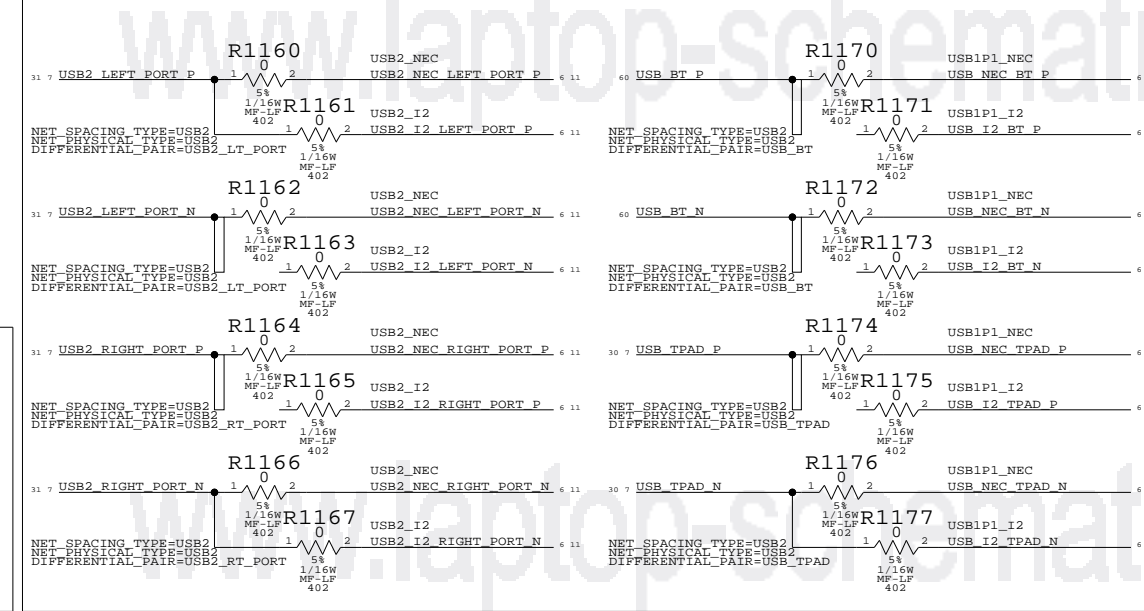 www.laptop-schemat
R1160
0
USB2_NEC
31 7 USB2_LEFT_PORT_P 1 2 USB2_NEC_LEFT_PORT_P 6 11
5%
1/16W
MF-LF
402
R1161
0
USB2_I2
1 2 USB2_I2_LEFT_PORT_P 6 11
5%
1/16W
MF-LF
402
NET_SPACING_TYPE=USB2
NET_PHYSICAL_TYPE=USB2
DIFFERENTIAL_PAIR=USB2_LT_PORT
R1162
0
USB2_NEC
31 7 USB2_LEFT_PORT_N 1 2 USB2_NEC_LEFT_PORT_N 6 11
5%
1/16W
MF-LF
402
R1163
0
USB2_I2
1 2 USB2_I2_LEFT_PORT_N 6 11
5%
1/16W
MF-LF
402
NET_SPACING_TYPE=USB2
NET_PHYSICAL_TYPE=USB2
DIFFERENTIAL_PAIR=USB2_LT_PORT
R1164
0
USB2_NEC
31 7 USB2_RIGHT_PORT_P 1 2 USB2_NEC_RIGHT_PORT_P 6 11
5%
1/16W
MF-LF
402
R1165
0
USB2_I2
1 2 USB2_I2_RIGHT_PORT_P 6 11
5%
1/16W
MF-LF
402
NET_SPACING_TYPE=USB2
NET_PHYSICAL_TYPE=USB2
DIFFERENTIAL_PAIR=USB2_RT_PORT
R1166
0
USB2_NEC
31 7 USB2_RIGHT_PORT_N 1 2 USB2_NEC_RIGHT_PORT_N 6 11
5%
1/16W
MF-LF
402
R1167
0
USB2_I2
1 2 USB2_I2_RIGHT_PORT_N 6 11
5%
1/16W
MF-LF
402
NET_SPACING_TYPE=USB2
NET_PHYSICAL_TYPE=USB2
DIFFERENTIAL_PAIR=USB2_RT_PORT
R1170
0
USB1P1_NEC
60 USB_BT_P 1 2 USB_NEC_BT_P 6
5%
1/16W
MF-LF
402
R1171
0
USB1P1_I2
1 2 USB_I2_BT_P 6
5%
1/16W
MF-LF
402
NET_SPACING_TYPE=USB2
NET_PHYSICAL_TYPE=USB2
DIFFERENTIAL_PAIR=USB_BT
R1172
0
USB1P1_NEC
60 USB_BT_N 1 2 USB_NEC_BT_N 6
5%
1/16W
MF-LF
402
R1173
0
USB1P1_I2
1 2 USB_I2_BT_N 6
5%
1/16W
MF-LF
402
NET_SPACING_TYPE=USB2
NET_PHYSICAL_TYPE=USB2
DIFFERENTIAL_PAIR=USB_BT
R1174
0
USB1P1_NEC
30 7 USB_TPAD_P 1 2 USB_NEC_TPAD_P 6
5%
1/16W
MF-LF
402
R1175
0
USB1P1_I2
1 2 USB_I2_TPAD_P 6
5%
1/16W
MF-LF
402
NET_SPACING_TYPE=USB2
NET_PHYSICAL_TYPE=USB2
DIFFERENTIAL_PAIR=USB_TPAD
R1176
0
USB1P1_NEC
30 7 USB_TPAD_N 1 2 USB_NEC_TPAD_N 6
5%
1/16W
MF-LF
402
R1177
0
USB1P1_I2
1 2 USB_I2_TPAD_N 6
5%
1/16W
MF-LF
402
NET_SPACING_TYPE=USB2
NET_PHYSICAL_TYPE=USB2
DIFFERENTIAL_PAIR=USB_TPAD
www.laptop-schemat